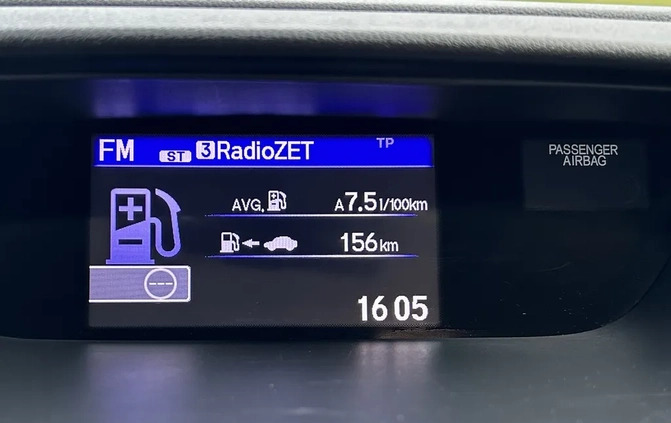 FM ST 3 RadioZET TP
AVG. A 7.5 l/100km
156 km
---
16 05
PASSENGER
AIRBAG